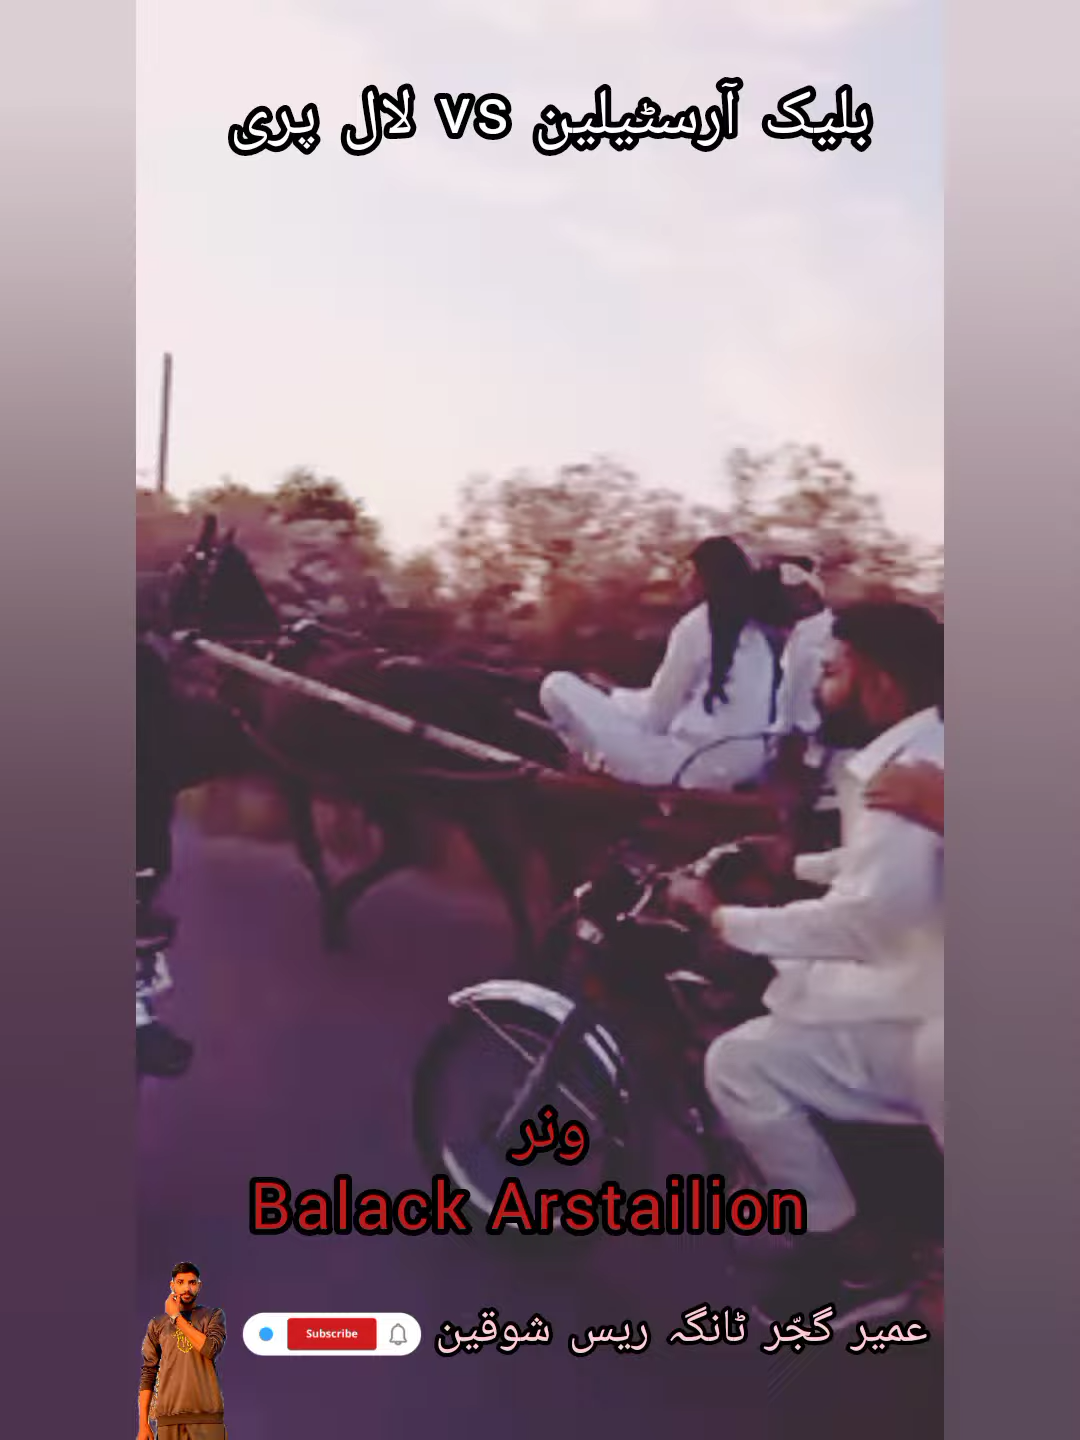 بلیک آرسٹیلین vs لال پری
ونر
Balack Arstailion
Subscribe
عمیر گجّر ٹانگہ ریس شوقین